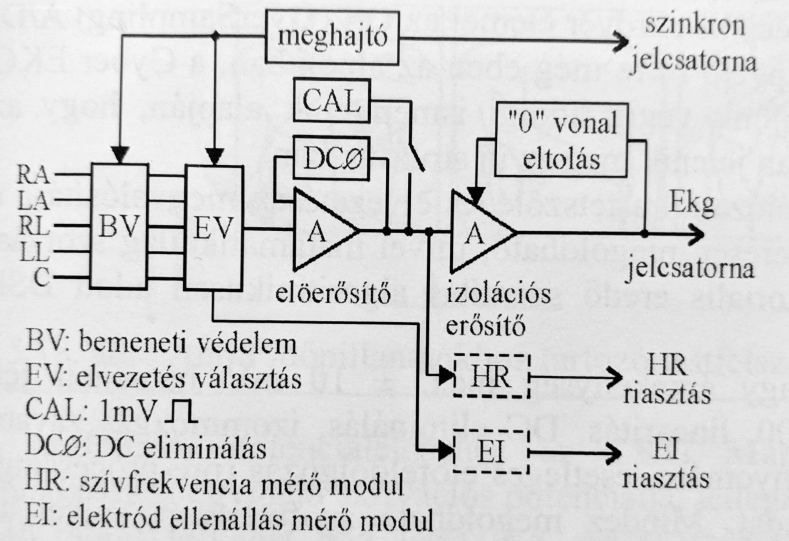 meghajtó
szinkron
jelcsatorna
CAL
DCØ
"0" vonal
eltolás
RA
LA
RL
LL
C
BV
EV
A
A
Ekg
jelcsatorna
elöerősítő
izolációs
erősítő
BV: bemeneti védelem
EV: elvezetés választás
CAL: 1mV
DCØ: DC eliminálás
HR: szívfrekvencia mérő modul
EI: elektród ellenállás mérő modul
HR
HR
riasztás
EI
EI
riasztás